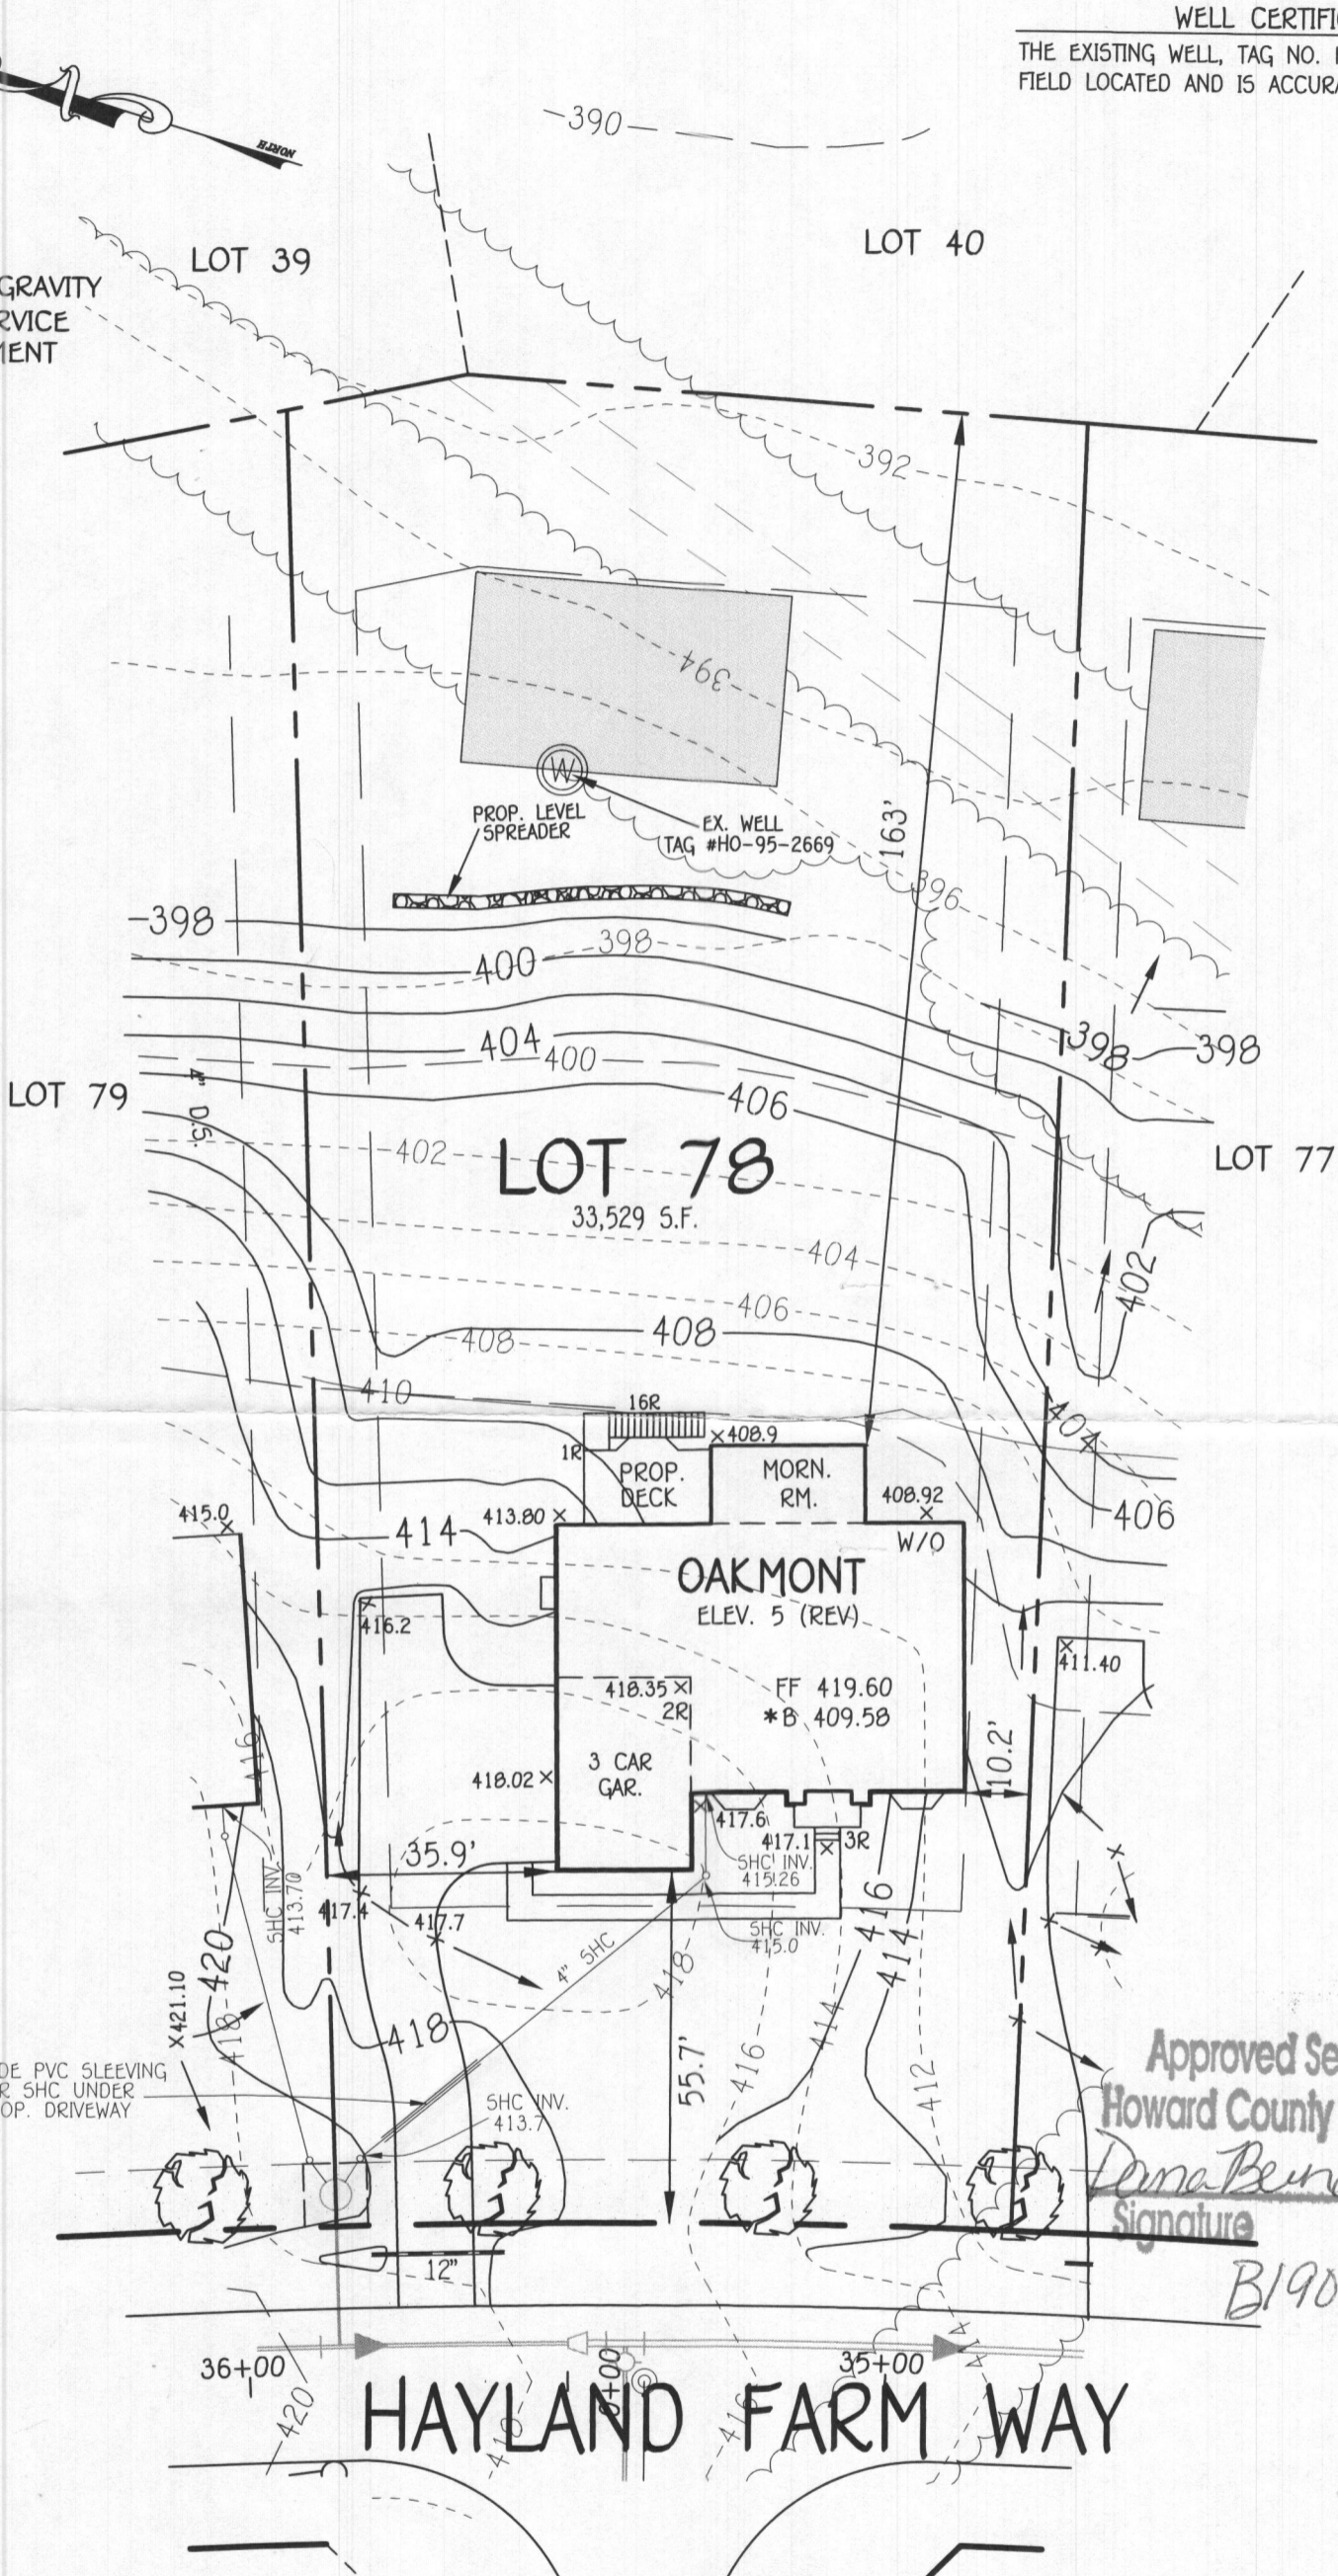 WELL CERTIFI
THE EXISTING WELL, TAG NO.
FIELD LOCATED AND IS ACCURA
NORTH
-390
LOT 39
LOT 40
GRAVITY
RVICE
MENT
392
394
PROP. LEVEL
SPREADER
EX. WELL
TAG #HO-95-2669
W
163'
396
398
398
400
404
400
398
398
406
LOT 79
4" D.S.
402
LOT 78
33,529 S.F.
LOT 77
404
402
406
408
408
410
16R
1R
×408.9
404
PROP.
DECK
MORN.
RM.
408.92
415.0
413.80 ×
414
W/O
406
OAKMONT
ELEV. 5 (REV)
416.2
411.40
418.35 ×
2R
FF 419.60
*B 409.58
416
3 CAR
GAR.
418.02 ×
10.2'
417.6
417.1
3R
35.9'
SHC INV.
415.26
SHC INV.
413.70
417.4
417.7
SHC INV.
415.0
416
414
420
4" SHC
418
X421.10
418
418
414
416
412
55.7'
DE PVC SLEEVING
R SHC UNDER
OP. DRIVEWAY
SHC INV.
413.7
Approved Se
Howard County
Signature
B190
12"
36+00
0+00
35+00
414
420
418
416
HAYLAND FARM WAY